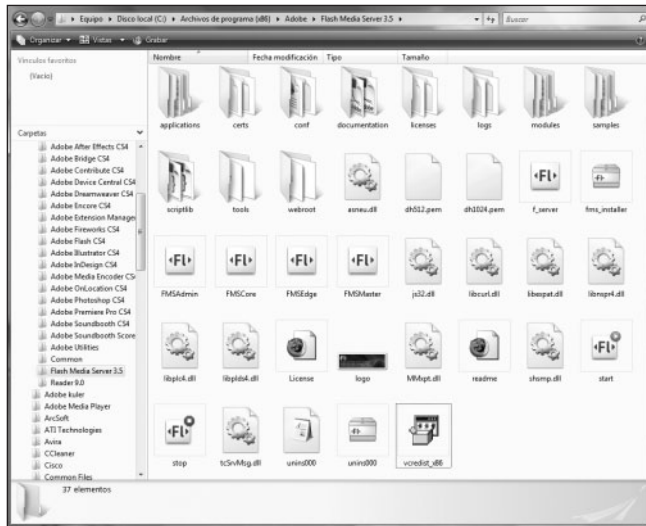 Equipo ▸ Disco local (C:) ▸ Archivos de programa (x86) ▸ Adobe ▸ Flash Media Server 3.5 ▸
Buscar
Organizar Vistas Grabar
Vínculos favoritos
(Vacío)
Carpetas
Adobe After Effects CS4
Adobe Bridge CS4
Adobe Contribute CS4
Adobe Device Central CS4
Adobe Dreamweaver CS4
Adobe Encore CS4
Adobe Extension Manage
Adobe Fireworks CS4
Adobe Flash CS4
Adobe Illustrator CS4
Adobe InDesign CS4
Adobe Media Encoder CS
Adobe OnLocation CS4
Adobe Photoshop CS4
Adobe Premiere Pro CS4
Adobe Soundbooth CS4
Adobe Soundbooth Score
Adobe Utilities
Common
Flash Media Server 3.5
Reader 9.0
Adobe kuler
Adobe Media Player
ArcSoft
ATI Technologies
Avira
CCleaner
Cisco
Common Files
Nombre Fecha modificación Tipo Tamaño
applications certs conf documentation licenses logs modules samples
scriptlib tools webroot asneu.dll dh512.pem dh1024.pem f_server fms_installer
FMSAdmin FMSCore FMSEdge FMSMaster js32.dll libcurl.dll libexpat.dll libnspr4.dll
libplc4.dll libplds4.dll License logo MMxpt.dll readme shsmp.dll start
stop tcSrvMsg.dll unins000 unins000 vcredist_x86
37 elementos